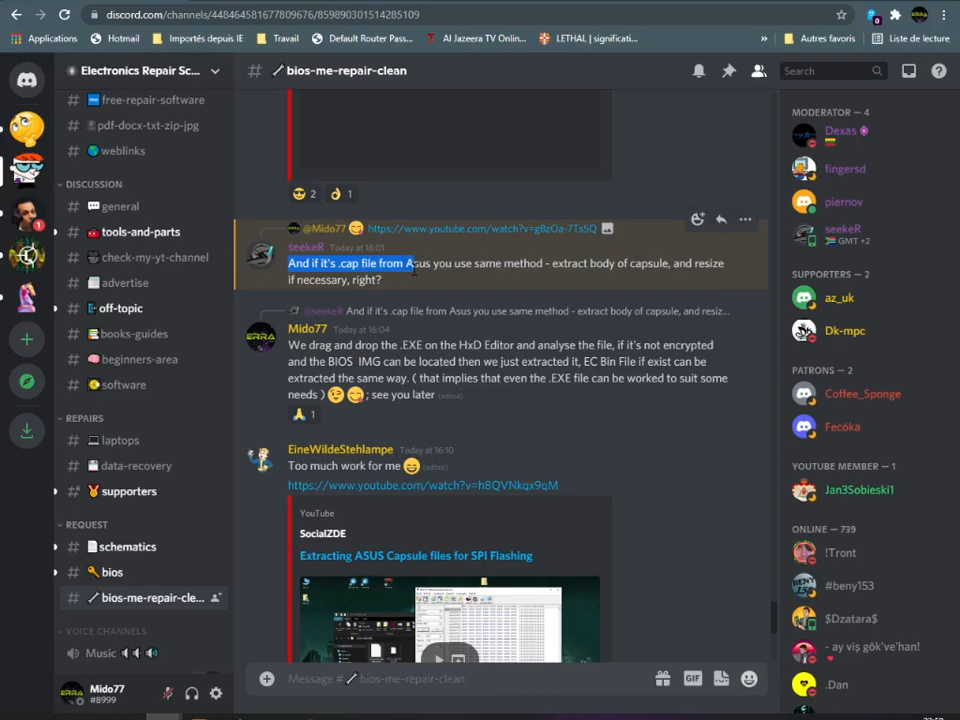 discord.com/channels/448464581677809676/859890301514285109
Applications
Hotmail
Importés depuis IE
Travail
Default Router Pass...
Al Jazeera TV Onlin...
LETHAL | significati...
»
Autres favoris
Liste de lecture
Electronics Repair Sc...
# bios-me-repair-clean
Search
# free-repair-software
# pdf-docx-txt-zip-jpg
# weblinks
DISCUSSION
# general
# tools-and-parts
# check-my-yt-channel
# advertise
# off-topic
# books-guides
# beginners-area
# software
REPAIRS
# laptops
# data-recovery
# supporters
REQUEST
# schematics
# bios
# bios-me-repair-cle...
VOICE CHANNELS
Music
Mido77
#8999
1
2
1
@Mido77 https://www.youtube.com/watch?v=gBzOa-7Ts5Q
seekeR Today at 16:01
And if it's .cap file from Asus you use same method - extract body of capsule, and resize
if necessary, right?
@seekeR And if it's .cap file from Asus you use same method - extract body of capsule, and resiz...
Mido77 Today at 16:04
We drag and drop the .EXE on the HxD Editor and analyse the file, if it's not encrypted
and the BIOS IMG can be located then we just extracted it, EC Bin File if exist can be
extracted the same way. ( that implies that even the .EXE file can be worked to suit some
needs ) ; see you later (edited)
1
EineWildeStehlampe Today at 16:10
Too much work for me (edited)
https://www.youtube.com/watch?v=h8QVNkqx9qM
YouTube
SocialZDE
Extracting ASUS Capsule files for SPI Flashing
Message # bios-me-repair-clean
GIF
MODERATOR — 4
Dexas
fingersd
piernov
seekeR
GMT +2
SUPPORTERS — 2
az_uk
Dk-mpc
PATRONS — 2
Coffee_Sponge
Fecóka
YOUTUBE MEMBER — 1
Jan3Sobieski1
ONLINE — 739
!Tront
#beny153
$Dzatara$
- ay viş gök've'han!
.Dan